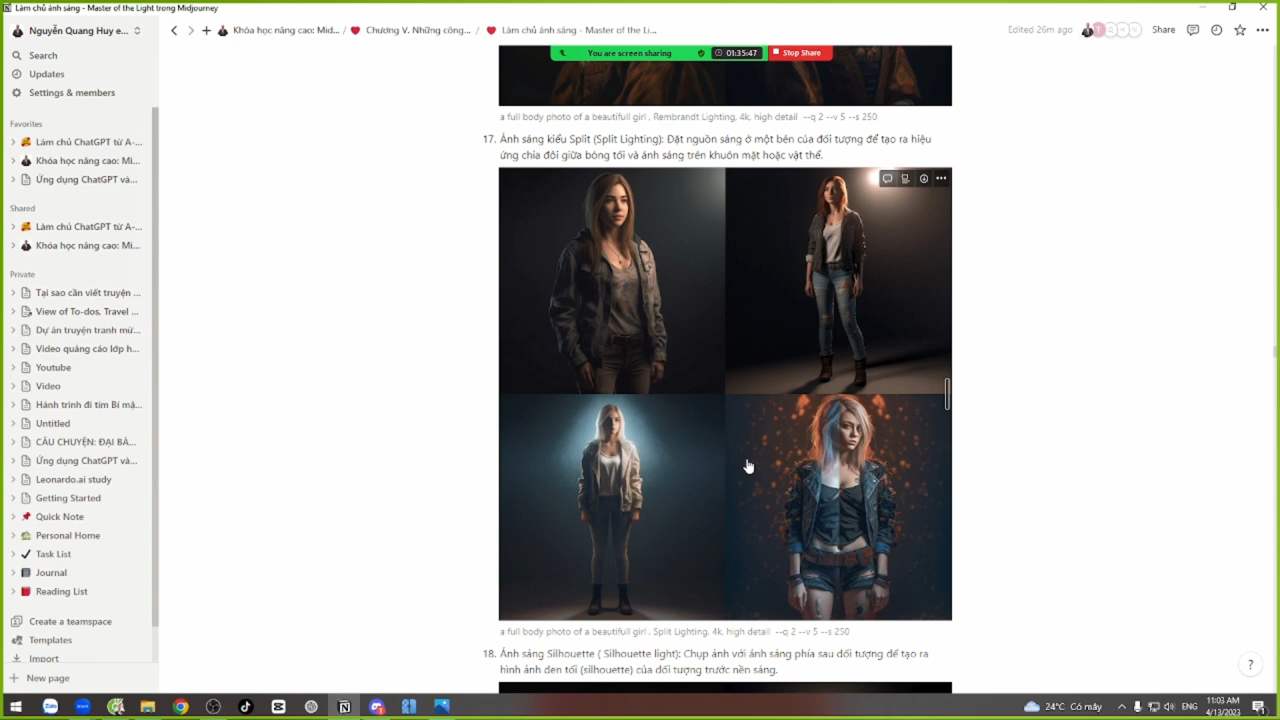 Làm chủ ánh sáng - Master of the Light trong Midjourney
Nguyễn Quang Huy e...
Khóa học nâng cao: Mid... / Chương V. Những công... / Làm chủ ánh sáng - Master of the Li...
Edited 26m ago
Share
You are screen sharing
01:35:47
Stop Share
Search
Updates
Settings & members
Favorites
Làm chủ ChatGPT từ A-...
Khóa học nâng cao: Mi...
Ứng dụng ChatGPT và...
Shared
Làm chủ ChatGPT từ A-...
Khóa học nâng cao: Mi...
Private
Tại sao cần viết truyện ...
View of To-dos, Travel ...
Dự án truyện tranh mừ...
Video quảng cáo lớp h...
Youtube
Video
Hành trình đi tìm Bí mậ...
Untitled
CÂU CHUYỆN: ĐẠI BÀ...
Ứng dụng ChatGPT và...
Leonardo.ai study
Getting Started
Quick Note
Personal Home
Task List
Journal
Reading List
Create a teamspace
Templates
Import
New page
a full body photo of a beautifull girl . Rembrandt Lighting, 4k, high detail --q 2 --v 5 --s 250
17. Ánh sáng kiểu Split (Split Lighting): Đặt nguồn sáng ở một bên của đối tượng để tạo ra hiệu
ứng chia đôi giữa bóng tối và ánh sáng trên khuôn mặt hoặc vật thể.
a full body photo of a beautifull girl . Split Lighting, 4k, high detail --q 2 --v 5 --s 250
18. Ánh sáng Silhouette ( Silhouette light): Chụp ảnh với ánh sáng phía sau đối tượng để tạo ra
hình ảnh đen tối (silhouette) của đối tượng trước nền sáng.
?
Zalo
24°C Có mây
ENG
11:03 AM
4/13/2023